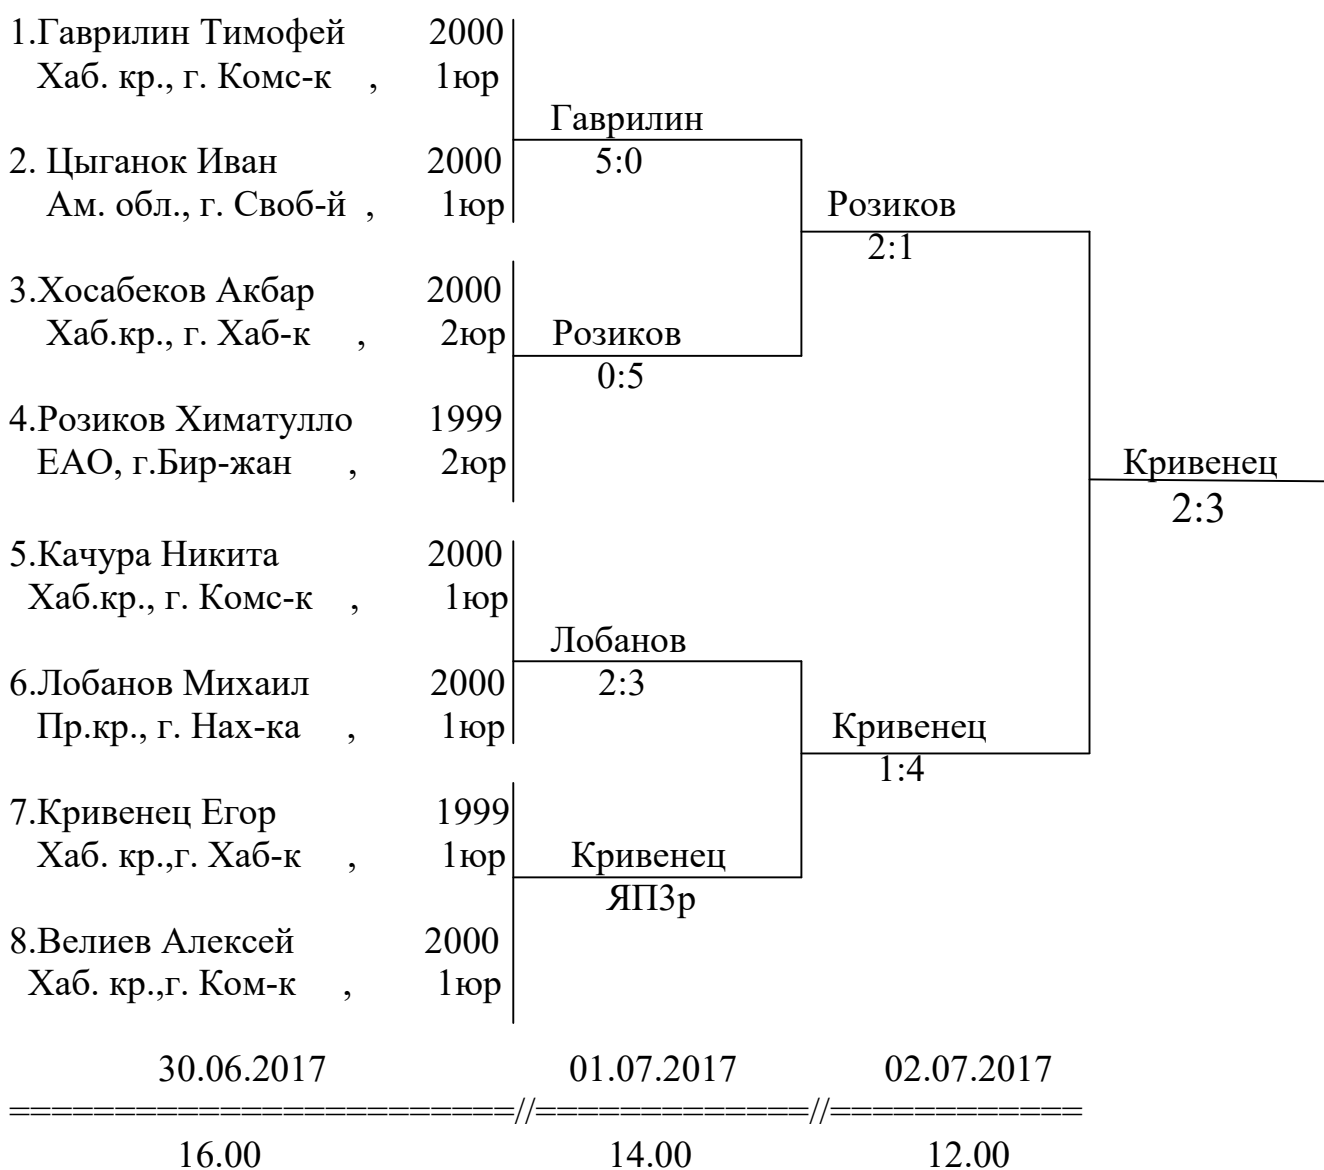 1.Гаврилин Тимофей 2000
Хаб. кр., г. Комс-к , 1юр
Гаврилин
2. Цыганок Иван 2000 5:0
Ам. обл., г. Своб-й , 1юр Розиков
2:1
3.Хосабеков Акбар 2000
Хаб.кр., г. Хаб-к , 2юр Розиков
0:5
4.Розиков Химатулло 1999
ЕАО, г.Бир-жан , 2юр Кривенец
2:3
5.Качура Никита 2000
Хаб.кр., г. Комс-к , 1юр
Лобанов
6.Лобанов Михаил 2000 2:3
Пр.кр., г. Нах-ка , 1юр Кривенец
1:4
7.Кривенец Егор 1999
Хаб. кр.,г. Хаб-к , 1юр Кривенец
ЯП3р
8.Велиев Алексей 2000
Хаб. кр.,г. Ком-к , 1юр
30.06.2017 01.07.2017 02.07.2017
========================//=============//============
16.00 14.00 12.00